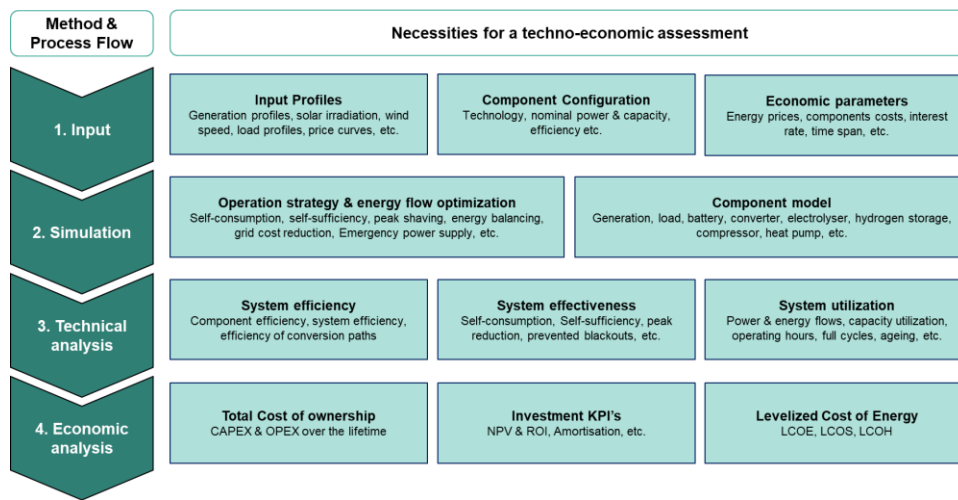 Method &
Process Flow
Necessities for a techno-economic assessment
1. Input
Input Profiles
Generation profiles, solar irradiation, wind
speed, load profiles, price curves, etc.
Component Configuration
Technology, nominal power & capacity,
efficiency etc.
Economic parameters
Energy prices, components costs, interest
rate, time span, etc.
2. Simulation
Operation strategy & energy flow optimization
Self-consumption, self-sufficiency, peak shaving, energy balancing,
grid cost reduction, Emergency power supply, etc.
Component model
Generation, load, battery, converter, electrolyser, hydrogen storage,
compressor, heat pump, etc.
3. Technical
analysis
System efficiency
Component efficiency, system efficiency,
efficiency of conversion paths
System effectiveness
Self-consumption, Self-sufficiency, peak
reduction, prevented blackouts, etc.
System utilization
Power & energy flows, capacity utilization,
operating hours, full cycles, ageing, etc.
4. Economic
analysis
Total Cost of ownership
CAPEX & OPEX over the lifetime
Investment KPI's
NPV & ROI, Amortisation, etc.
Levelized Cost of Energy
LCOE, LCOS, LCOH